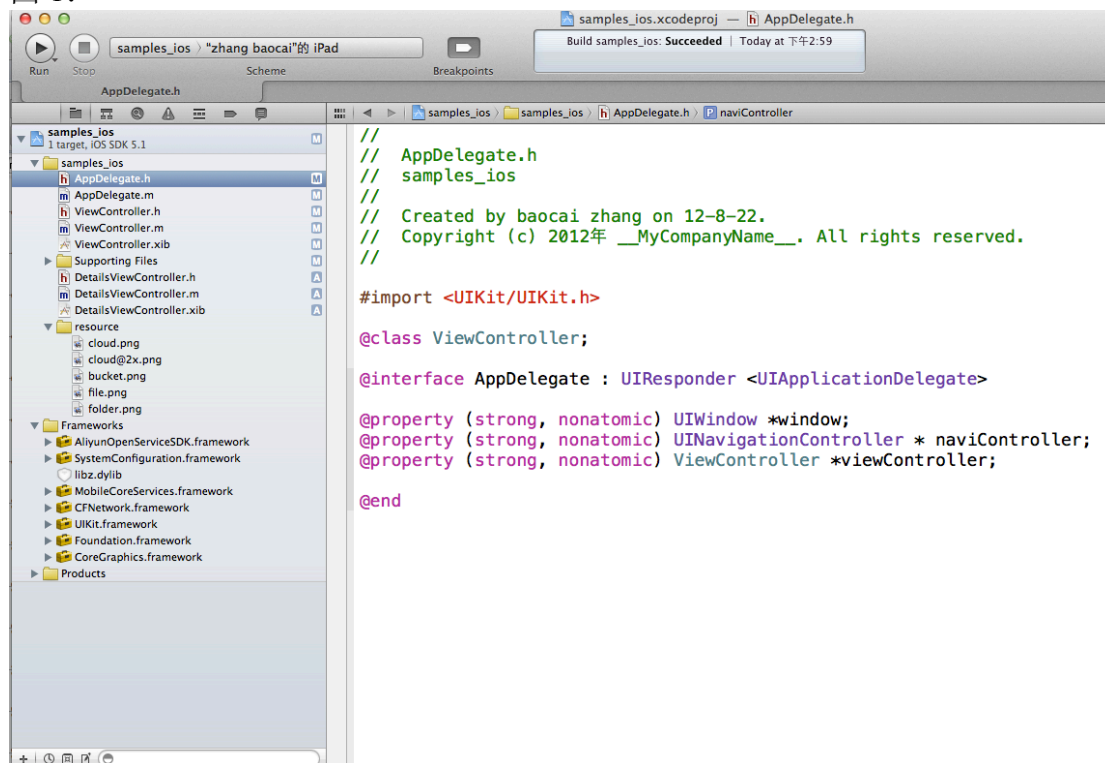 samples_ios.xcodeproj — h AppDelegate.h
samples_ios 〉 "zhang baocai"的 iPad
Build samples_ios: Succeeded | Today at 下午2:59
Run Stop Scheme Breakpoints
AppDelegate.h
samples_ios 〉 samples_ios 〉 h AppDelegate.h 〉 P naviController
samples_ios M
1 target, iOS SDK 5.1
samples_ios
h AppDelegate.h M
m AppDelegate.m M
h ViewController.h M
m ViewController.m M
ViewController.xib M
Supporting Files M
h DetailsViewController.h A
m DetailsViewController.m A
DetailsViewController.xib A
resource
cloud.png
cloud@2x.png
bucket.png
file.png
folder.png
Frameworks
AliyunOpenServiceSDK.framework
SystemConfiguration.framework
libz.dylib
MobileCoreServices.framework
CFNetwork.framework
UIKit.framework
Foundation.framework
CoreGraphics.framework
Products
//
//  AppDelegate.h
//  samples_ios
//
//  Created by baocai zhang on 12-8-22.
//  Copyright (c) 2012年 __MyCompanyName__. All rights reserved.
//
#import <UIKit/UIKit.h>
@class ViewController;
@interface AppDelegate : UIResponder <UIApplicationDelegate>
@property (strong, nonatomic) UIWindow *window;
@property (strong, nonatomic) UINavigationController * naviController;
@property (strong, nonatomic) ViewController *viewController;
@end